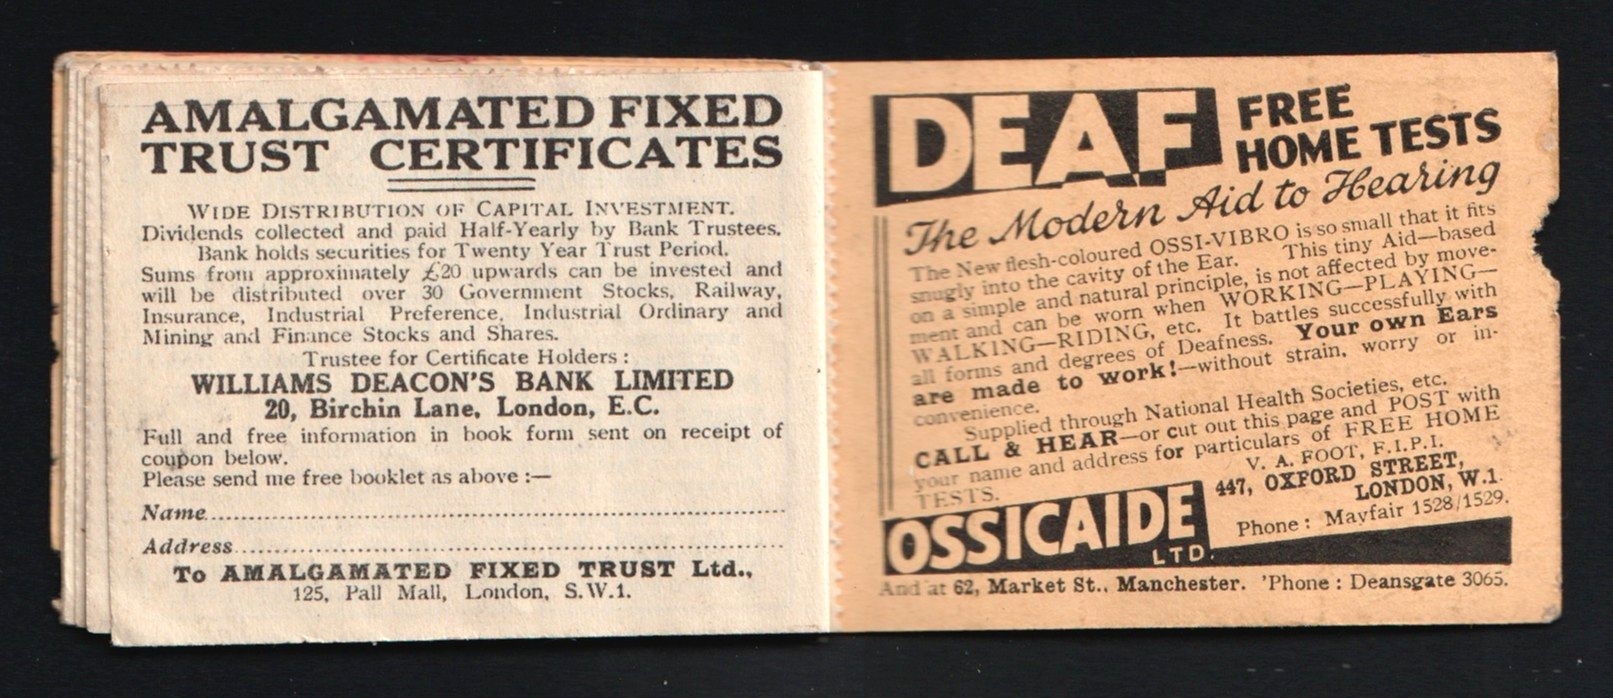 AMALGAMATED FIXED
TRUST CERTIFICATES
WIDE DISTRIBUTION OF CAPITAL INVESTMENT.
Dividends collected and paid Half-Yearly by Bank Trustees.
Bank holds securities for Twenty Year Trust Period.
Sums from approximately £20 upwards can be invested and
will be distributed over 30 Government Stocks, Railway,
Insurance, Industrial Preference, Industrial Ordinary and
Mining and Finance Stocks and Shares.
Trustee for Certificate Holders :
WILLIAMS DEACON'S BANK LIMITED
20, Birchin Lane, London, E.C.
Full and free information in book form sent on receipt of
coupon below.
Please send me free booklet as above :—
Name
Address
To AMALGAMATED FIXED TRUST Ltd.,
125, Pall Mall, London, S.W.1.
DEAF FREE
HOME TESTS
The Modern Aid to Hearing
The New flesh-coloured OSSI-VIBRO is so small that it fits
snugly into the cavity of the Ear. This tiny Aid—based
on a simple and natural principle, is not affected by move-
ment and can be worn when WORKING—PLAYING—
WALKING—RIDING, etc. It battles successfully with
all forms and degrees of Deafness. Your own Ears
are made to work!—without strain, worry or in-
convenience.
Supplied through National Health Societies, etc.
CALL & HEAR—or cut out this page and POST with
your name and address for particulars of FREE HOME
TESTS.
V. A. FOOT, F.I.P.I.
447, OXFORD STREET,
LONDON, W.1.
Phone : Mayfair 1528/1529.
OSSICAIDE
LTD.
And at 62, Market St., Manchester. 'Phone : Deansgate 3065.